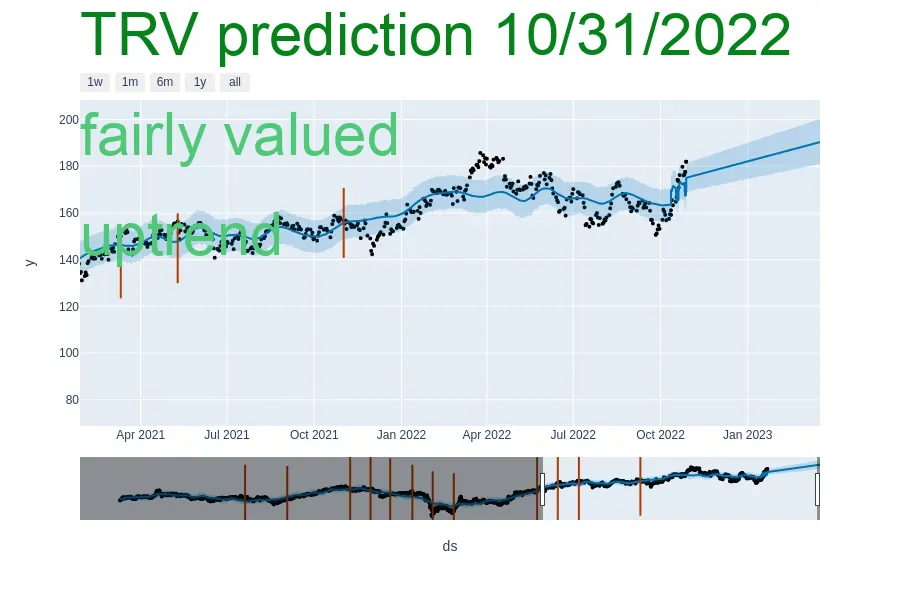 TRV prediction 10/31/2022
1w 1m 6m 1y all
200
fairly valued
180
160
uptrend
140
y
120
100
80
Apr 2021 Jul 2021 Oct 2021 Jan 2022 Apr 2022 Jul 2022 Oct 2022 Jan 2023
ds